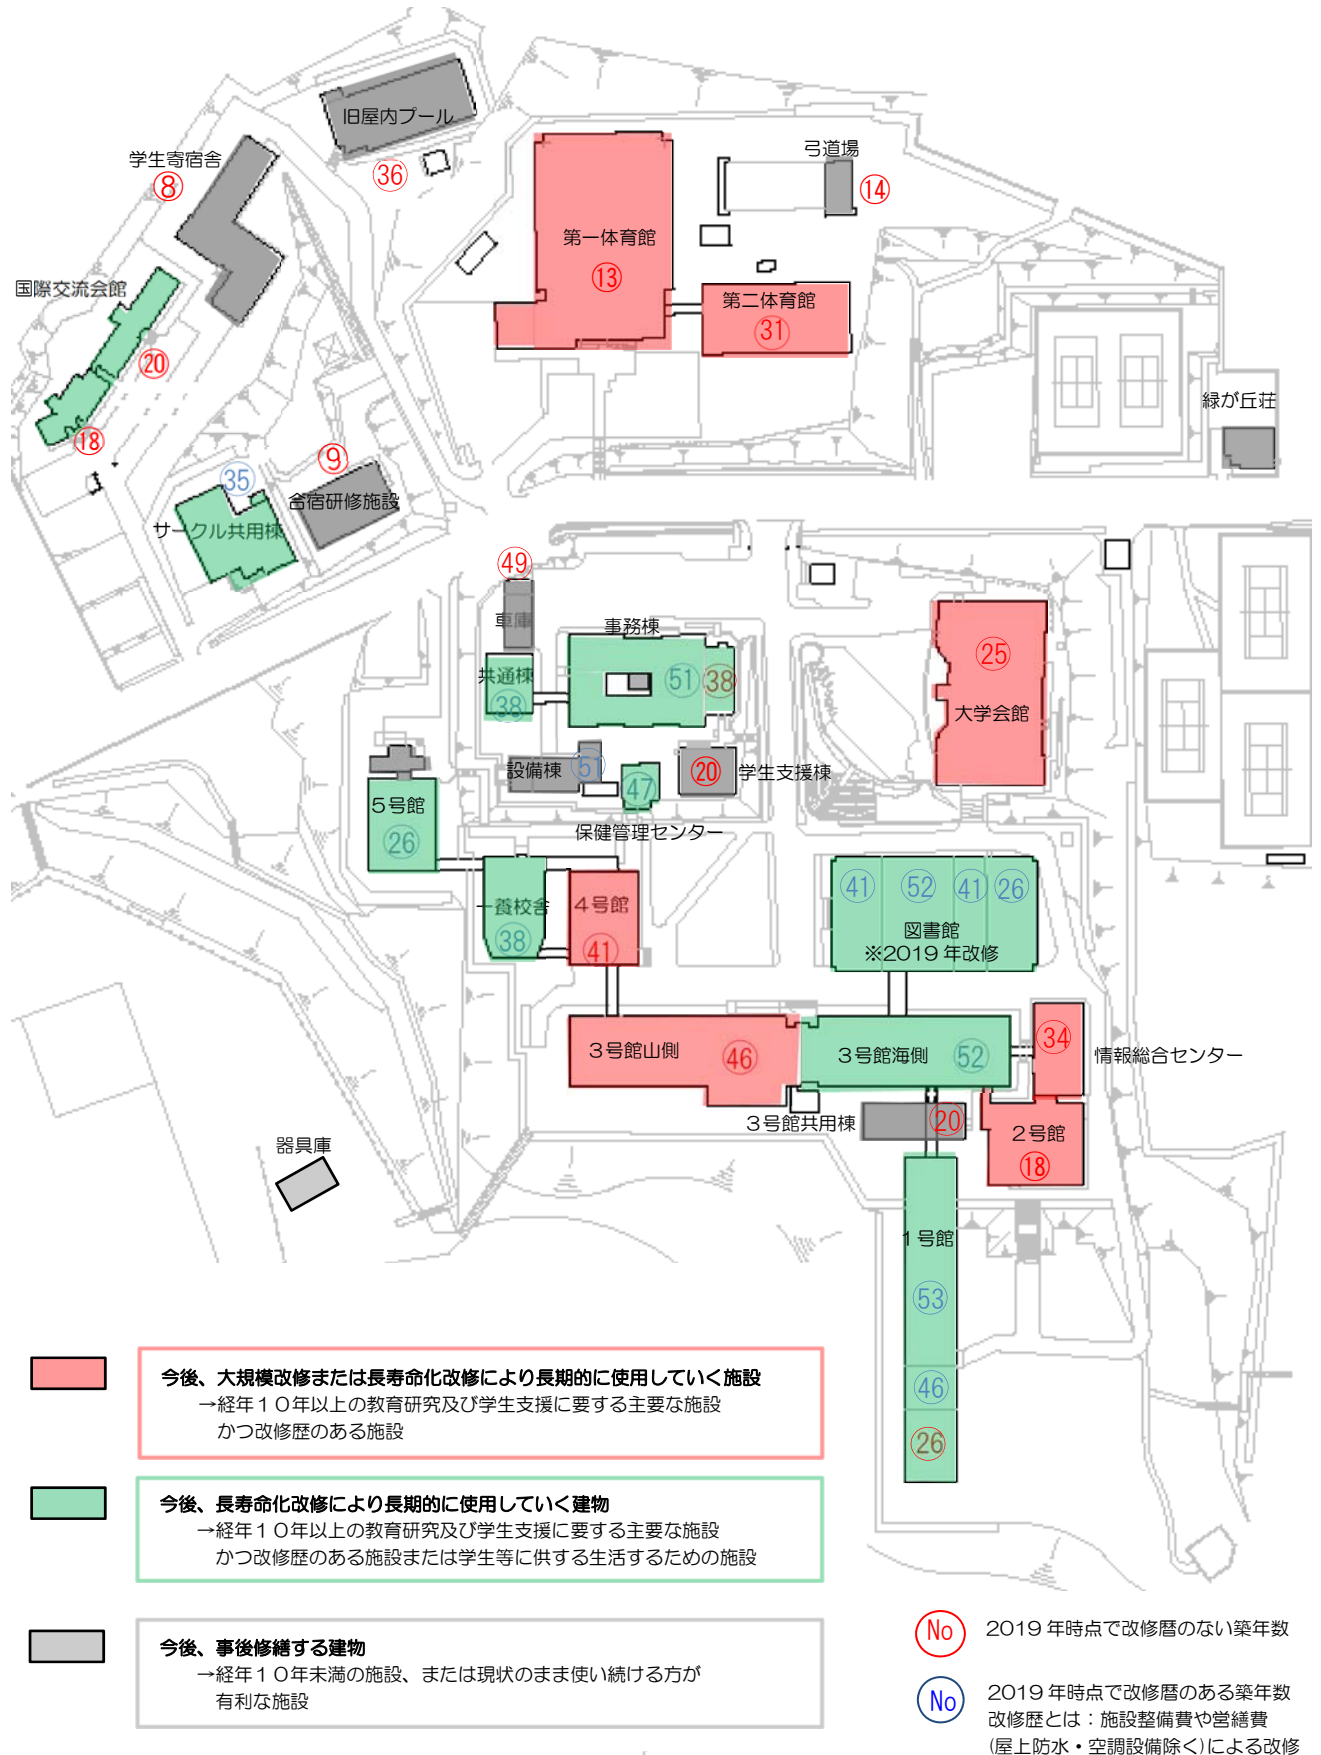 旧屋内プール
36
学生寄宿舎
8
弓道場
14
第一体育館
13
第二体育館
31
国際交流会館
20
18
緑が丘荘
9
合宿研修施設
35
サークル共用棟
49
車庫
事務棟
51
38
共通棟
38
25
大学会館
設備棟
51
47
保健管理センター
20
学生支援棟
5号館
26
一養校舎
38
4号館
41
41
52
41
26
図書館
※2019年改修
3号館山側
46
3号館海側
52
34
情報総合センター
3号館共用棟
20
2号館
18
器具庫
1号館
53
46
26
今後、大規模改修または長寿命化改修により長期的に使用していく施設
→経年10年以上の教育研究及び学生支援に要する主要な施設
かつ改修歴のある施設
今後、長寿命化改修により長期的に使用していく建物
→経年10年以上の教育研究及び学生支援に要する主要な施設
かつ改修歴のある施設または学生等に供する生活するための施設
今後、事後修繕する建物
→経年10年未満の施設、または現状のまま使い続ける方が
有利な施設
No
2019年時点で改修暦のない築年数
No
2019年時点で改修暦のある築年数
改修歴とは：施設整備費や営繕費
(屋上防水・空調設備除く)による改修